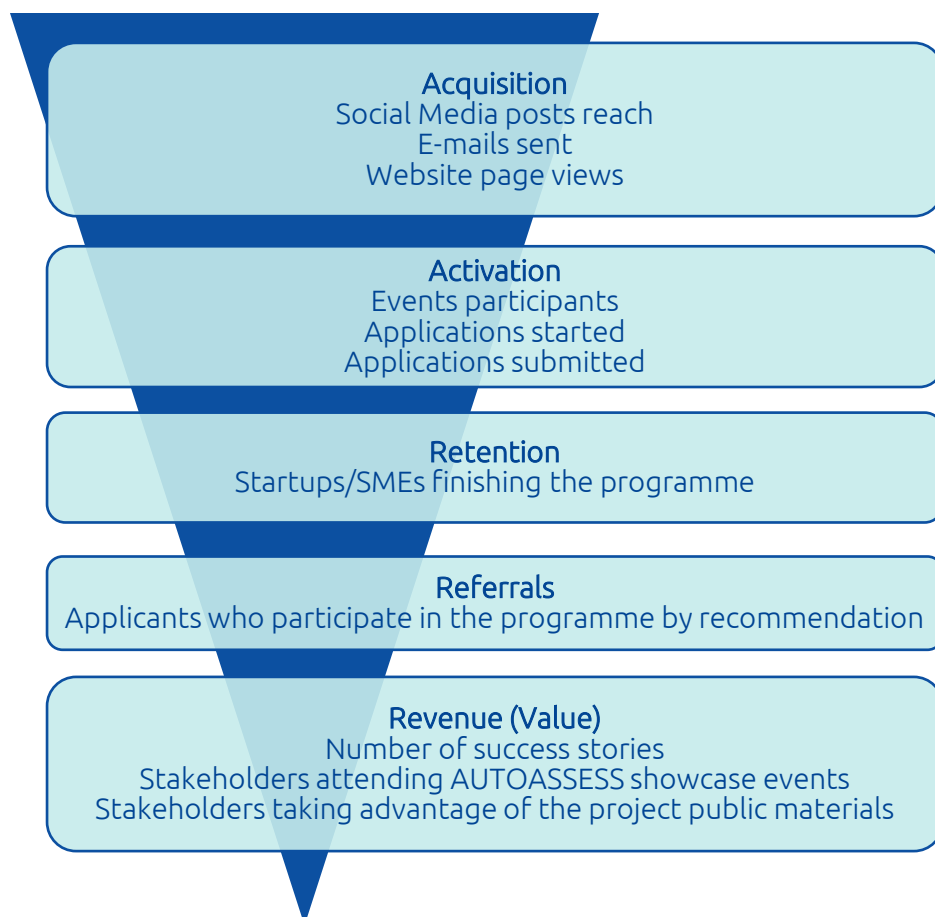 Acquisition
Social Media posts reach
E-mails sent
Website page views
Activation
Events participants
Applications started
Applications submitted
Retention
Startups/SMEs finishing the programme
Referrals
Applicants who participate in the programme by recommendation
Revenue (Value)
Number of success stories
Stakeholders attending AUTOASSESS showcase events
Stakeholders taking advantage of the project public materials